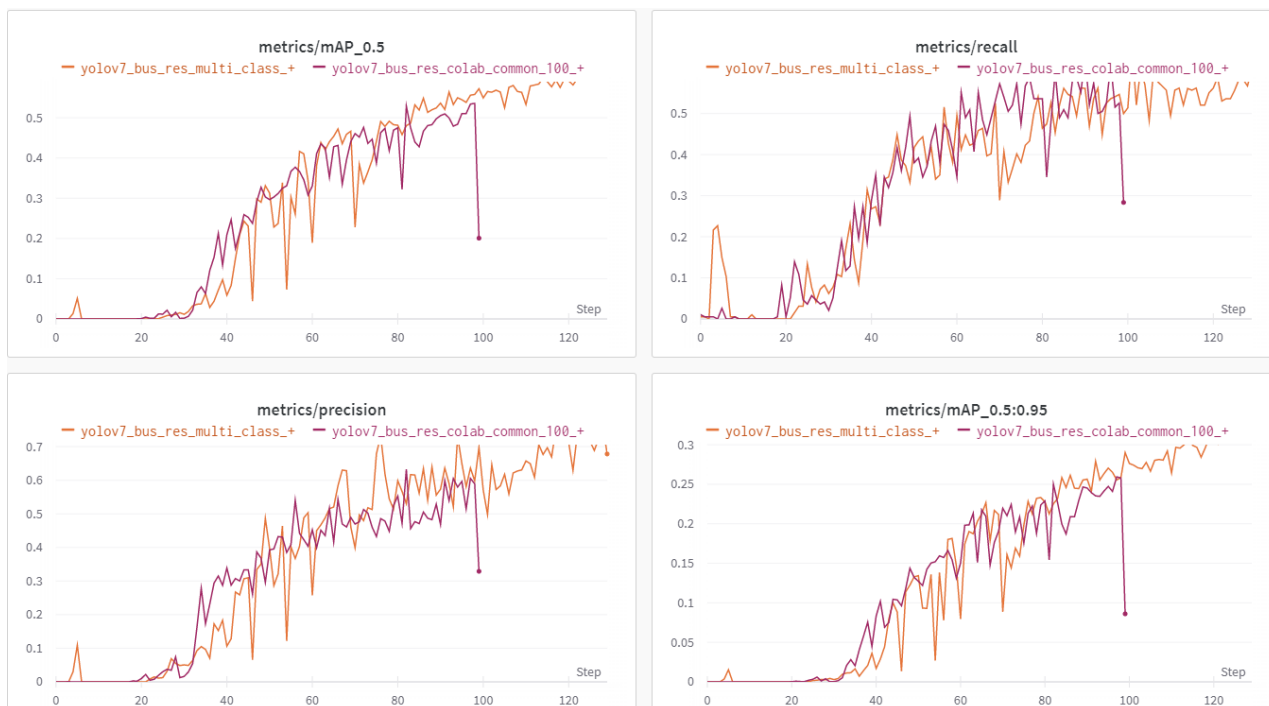 metrics/mAP_0.5
yolov7_bus_res_multi_class_+ yolov7_bus_res_colab_common_100_+
0.5
0.4
0.3
0.2
0.1
0
Step
0 20 40 60 80 100 120
metrics/recall
yolov7_bus_res_multi_class_+ yolov7_bus_res_colab_common_100_+
0.5
0.4
0.3
0.2
0.1
0
Step
0 20 40 60 80 100 120
metrics/precision
yolov7_bus_res_multi_class_+ yolov7_bus_res_colab_common_100_+
0.7
0.6
0.5
0.4
0.3
0.2
0.1
0
Step
0 20 40 60 80 100 120
metrics/mAP_0.5:0.95
yolov7_bus_res_multi_class_+ yolov7_bus_res_colab_common_100_+
0.3
0.25
0.2
0.15
0.1
0.05
0
Step
0 20 40 60 80 100 120